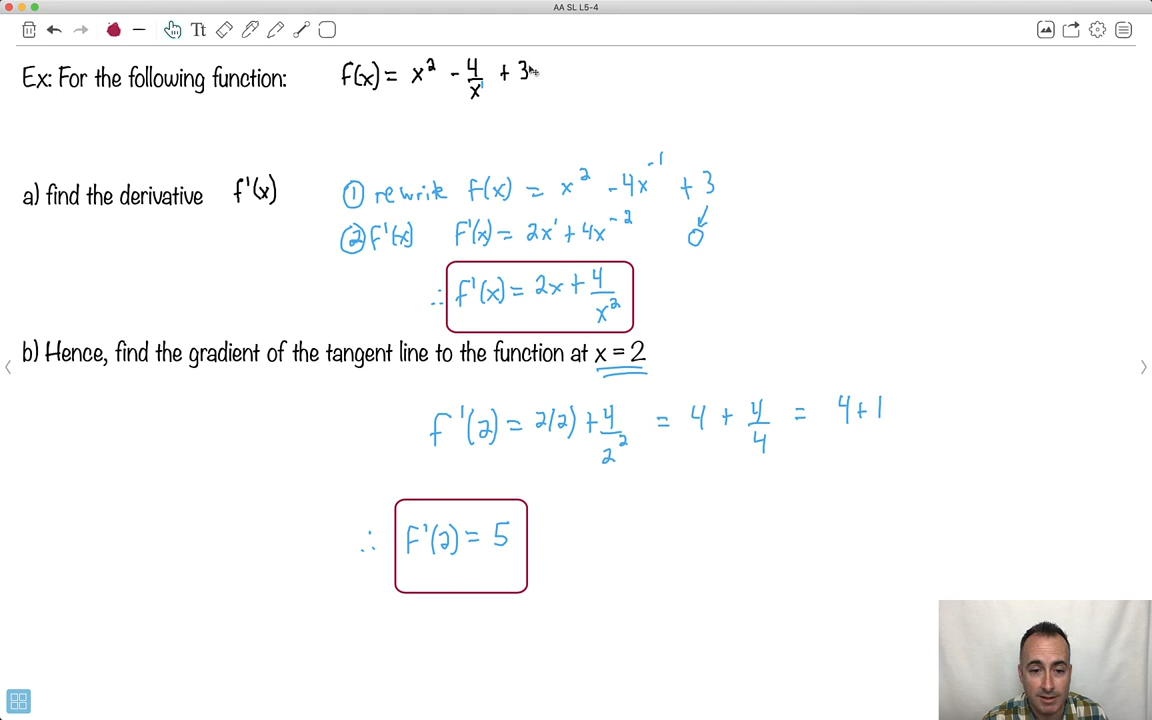 AA SL L5-4
Tt
Ex: For the following function: f(x) = x² - 4/x¹ + 3
a) find the derivative f'(x) ① rewrite f(x) = x² - 4x⁻¹ + 3
② f'(x) f'(x) = 2x¹ + 4x⁻² 0
∴ f'(x) = 2x + 4/x²
b) Hence, find the gradient of the tangent line to the function at x = 2
f'(2) = 2(2) + 4/2² = 4 + 4/4 = 4+1
∴ f'(2) = 5